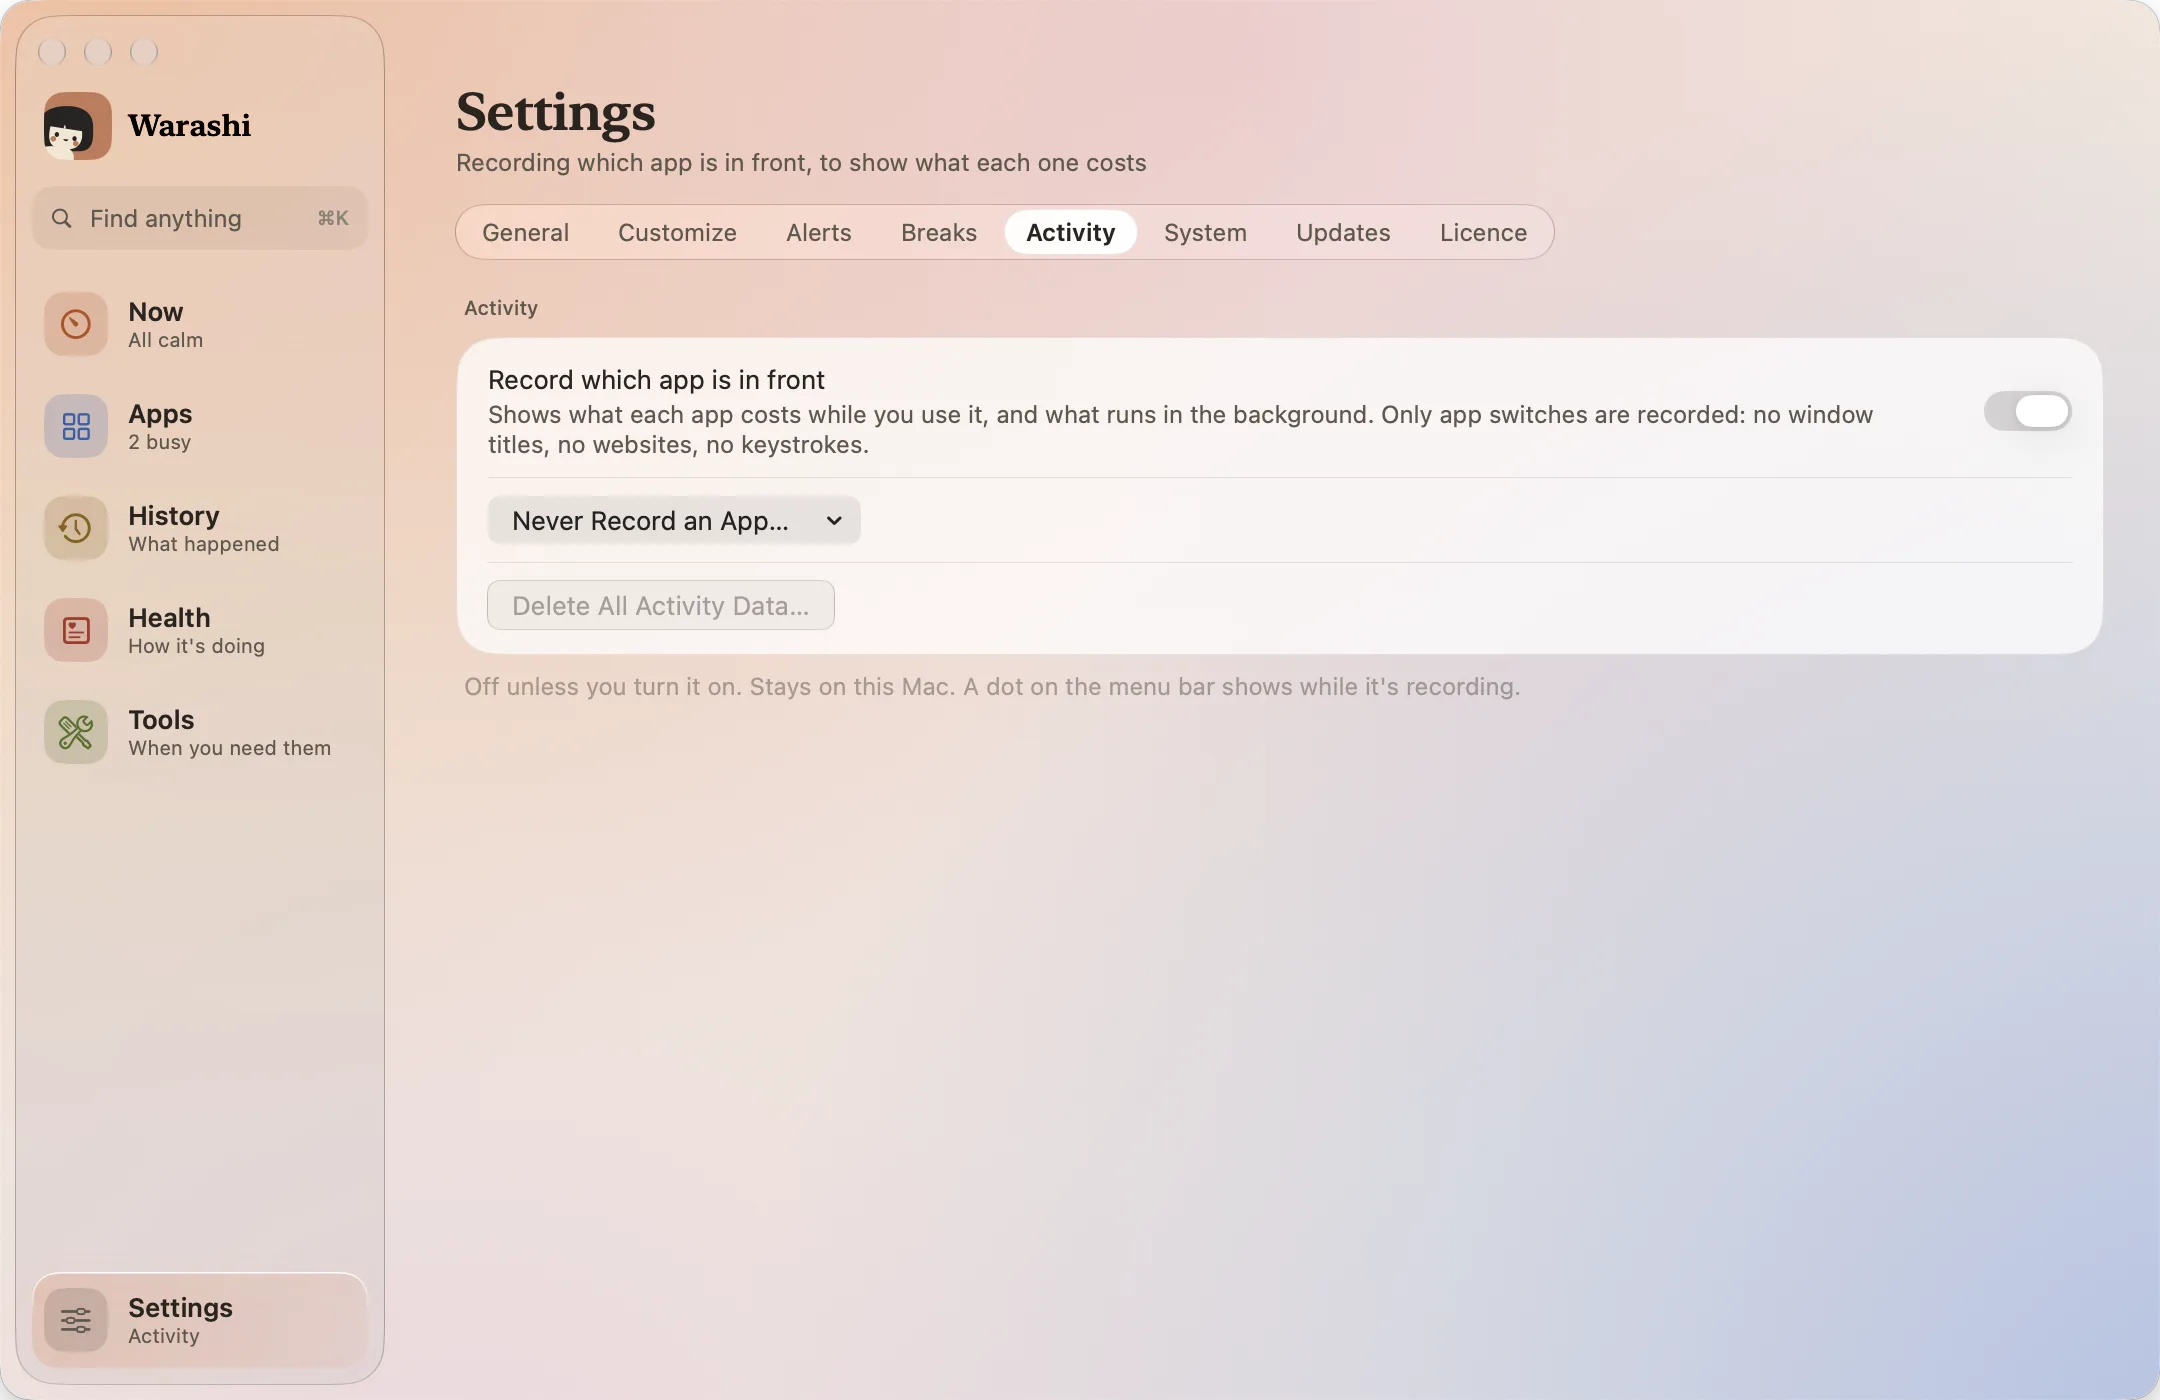 Warashi
Find anything ⌘K
Now
All calm
Apps
2 busy
History
What happened
Health
How it's doing
Tools
When you need them
Settings
Activity
Settings
Recording which app is in front, to show what each one costs
General Customize Alerts Breaks Activity System Updates Licence
Activity
Record which app is in front
Shows what each app costs while you use it, and what runs in the background. Only app switches are recorded: no window
titles, no websites, no keystrokes.
Never Record an App...
Delete All Activity Data...
Off unless you turn it on. Stays on this Mac. A dot on the menu bar shows while it's recording.